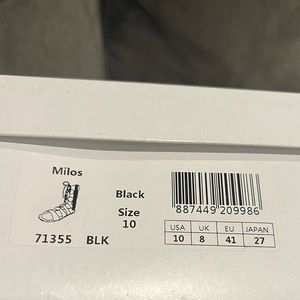 Milos
Black
Size
10
71355 BLK
887449 209986
USA UK EU JAPAN
10 8 41 27